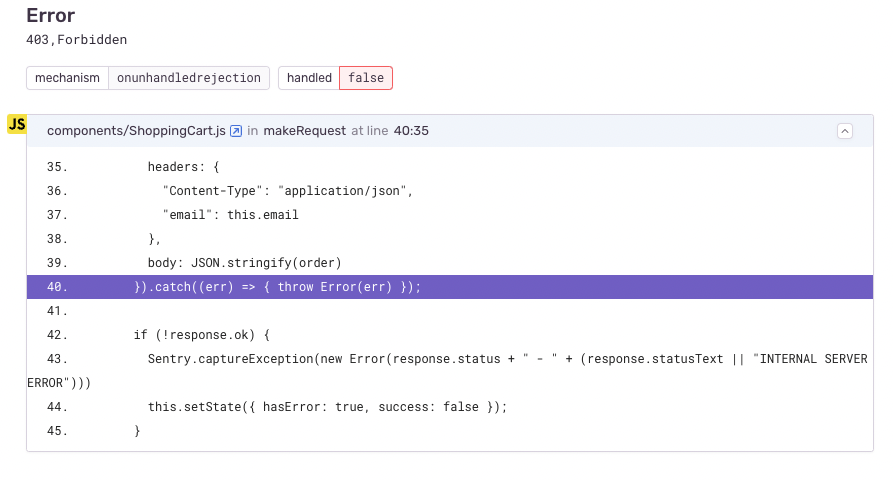 Error
403,Forbidden
mechanism onunhandledrejection handled false
JS
components/ShoppingCart.js in makeRequest at line 40:35
35. headers: {
36. "Content-Type": "application/json",
37. "email": this.email
38. },
39. body: JSON.stringify(order)
40. }).catch((err) => { throw Error(err) });
41.
42. if (!response.ok) {
43. Sentry.captureException(new Error(response.status + " - " + (response.statusText || "INTERNAL SERVER
ERROR")))
44. this.setState({ hasError: true, success: false });
45. }